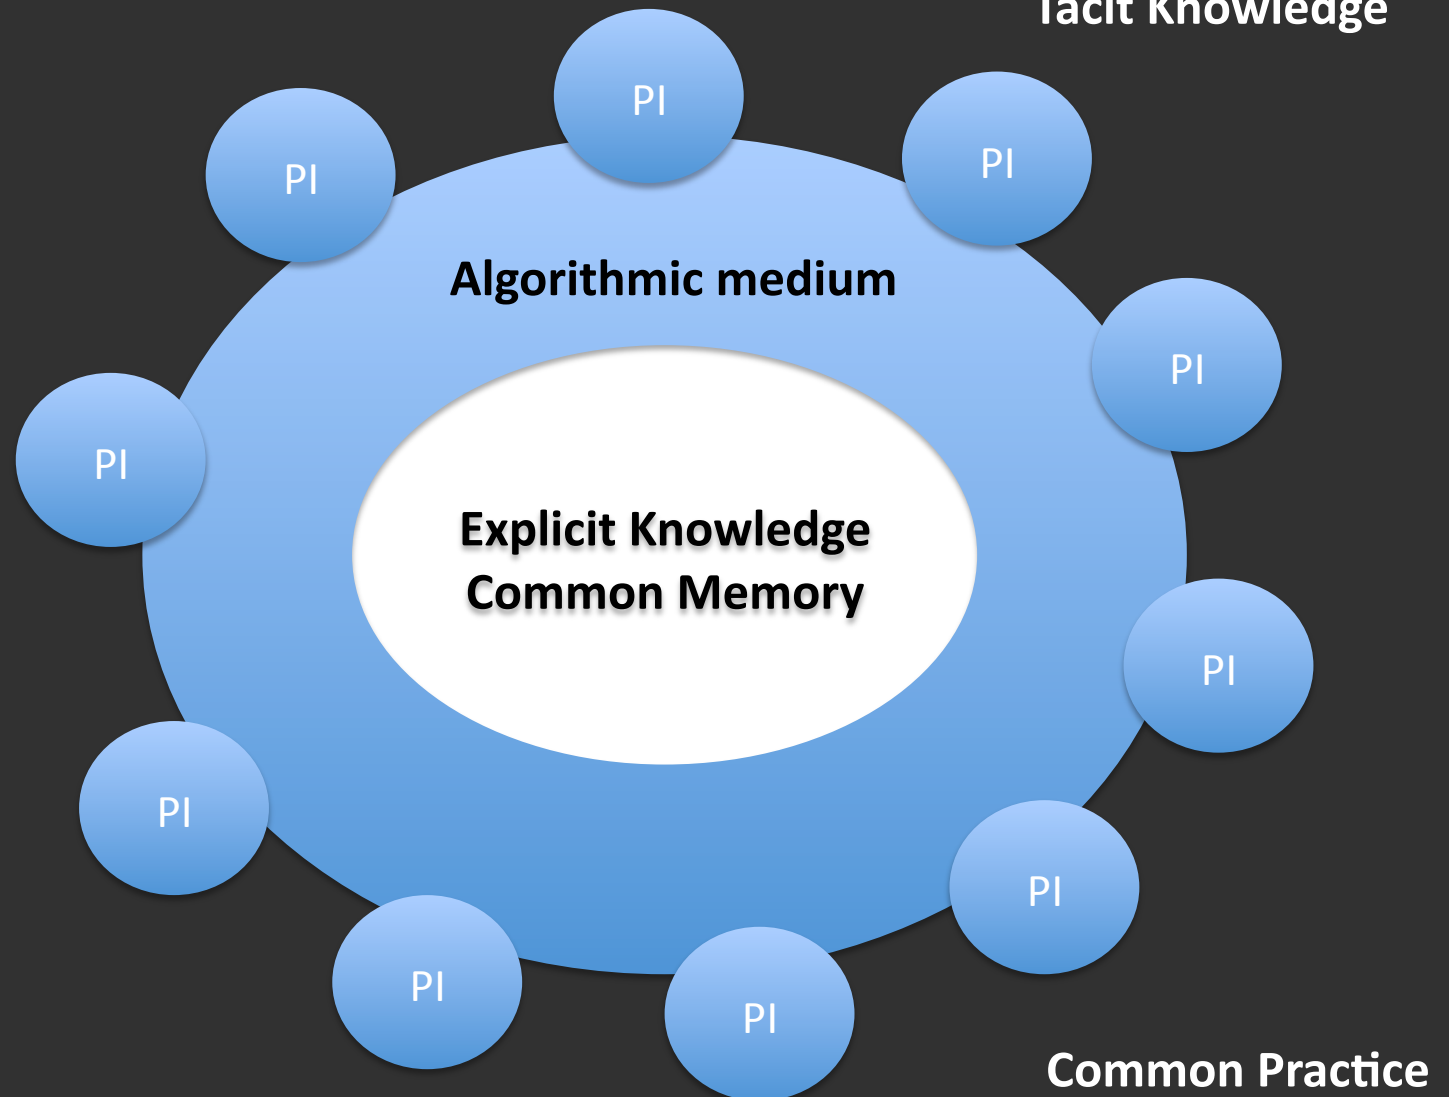 Tacit Knowledge
PI
PI
PI
Algorithmic medium
PI
PI
Explicit Knowledge
Common Memory
PI
PI
PI
PI
PI
Common Practice